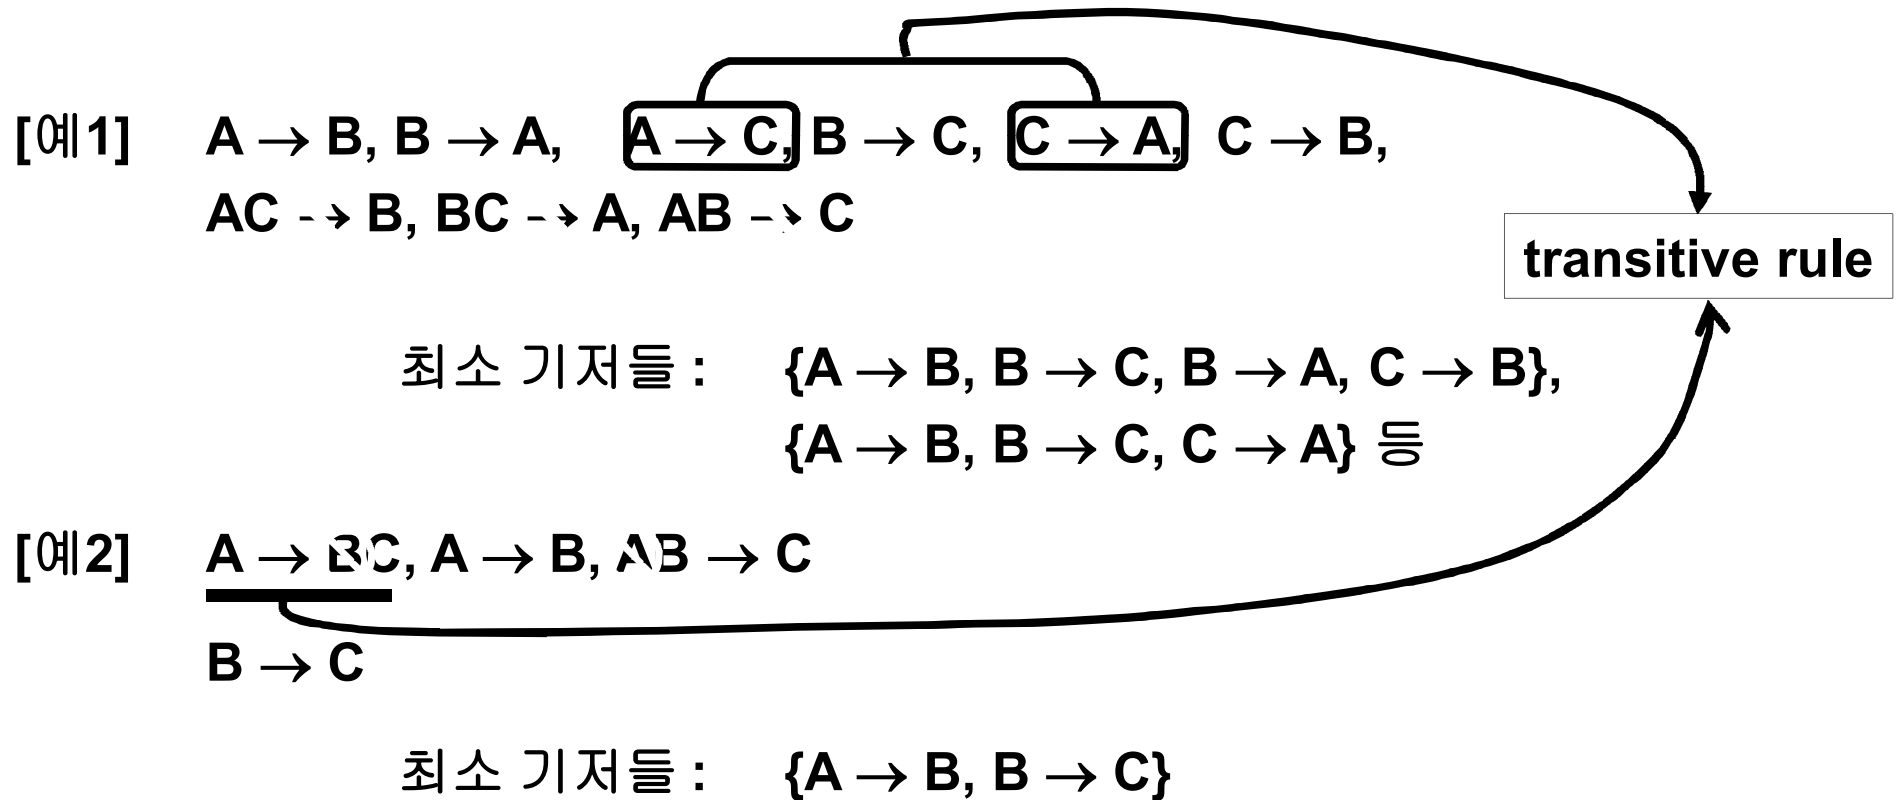 [예1] A → B, B → A, A → C, B → C, C → A, C → B,
AC → B, BC → A, AB → C
transitive rule
최소 기저들 : {A → B, B → C, B → A, C → B},
{A → B, B → C, C → A} 등
[예2] A → BC, A → B, AB → C
B → C
최소 기저들 : {A → B, B → C}